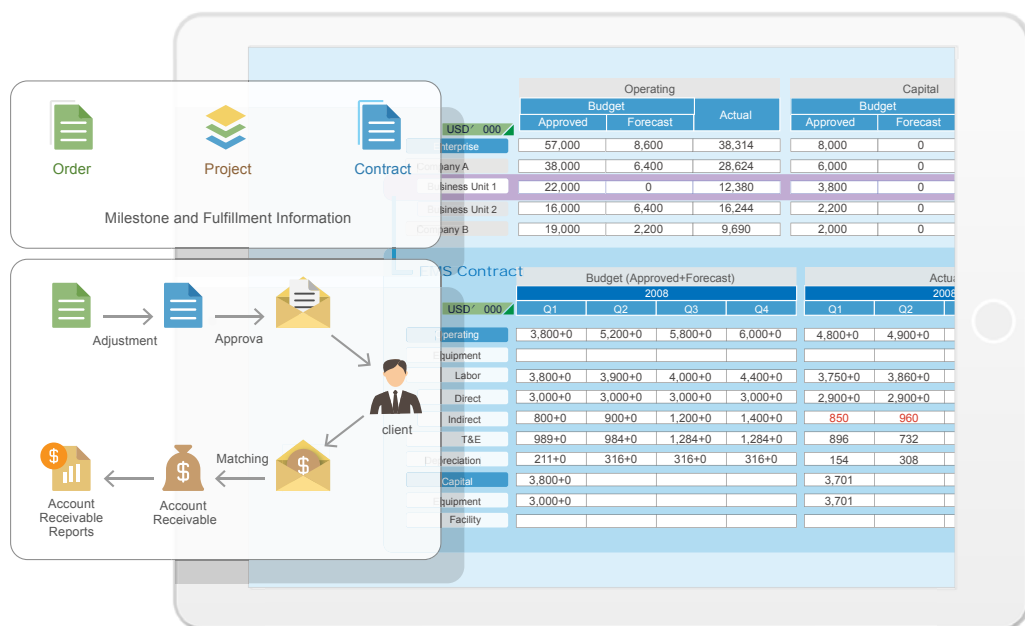 Order
Project
Contract
Milestone and Fulfillment Information
Adjustment
Approva
client
Matching
Account
Receivable
Account
Receivable
Reports
Operating
Capital
Budget
Actual
Budget
Approved Forecast
Approved Forecast
USD' 000
Enterprise 57,000 8,600 38,314 8,000 0
Company A 38,000 6,400 28,624 6,000 0
Business Unit 1 22,000 0 12,380 3,800 0
Business Unit 2 16,000 6,400 16,244 2,200 0
Company B 19,000 2,200 9,690 2,000 0
EMS Contract
Budget (Approved+Forecast)
2008
2008
USD' 000 Q1 Q2 Q3 Q4 Q1 Q2
Operating 3,800+0 5,200+0 5,800+0 6,000+0 4,800+0 4,900+0
Equipment
Labor 3,800+0 3,900+0 4,000+0 4,400+0 3,750+0 3,860+0
Direct 3,000+0 3,000+0 3,000+0 3,000+0 2,900+0 2,900+0
Indirect 800+0 900+0 1,200+0 1,400+0 850 960
T&E 989+0 984+0 1,284+0 1,284+0 896 732
Depreciation 211+0 316+0 316+0 316+0 154 308
Capital 3,800+0 3,701
Equipment 3,000+0 3,701
Facility